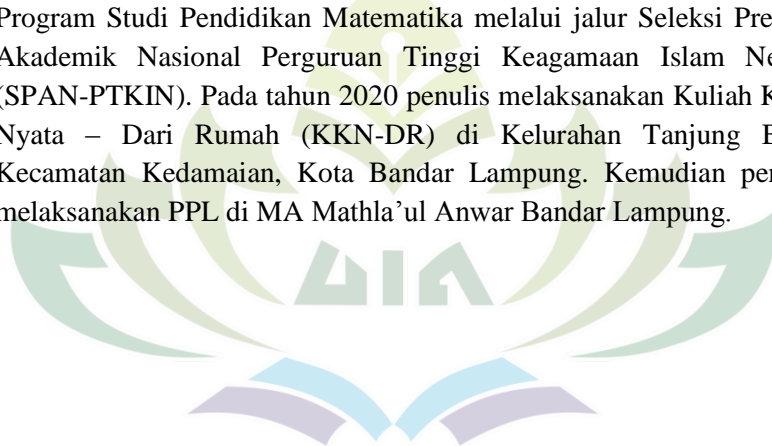 Program Studi Pendidikan Matematika melalui jalur Seleksi Pre
Akademik Nasional Perguruan Tinggi Keagamaan Islam Ne
(SPAN-PTKIN). Pada tahun 2020 penulis melaksanakan Kuliah K
Nyata – Dari Rumah (KKN-DR) di Kelurahan Tanjung B
Kecamatan Kedamaian, Kota Bandar Lampung. Kemudian pen
melaksanakan PPL di MA Mathla'ul Anwar Bandar Lampung.
UIN